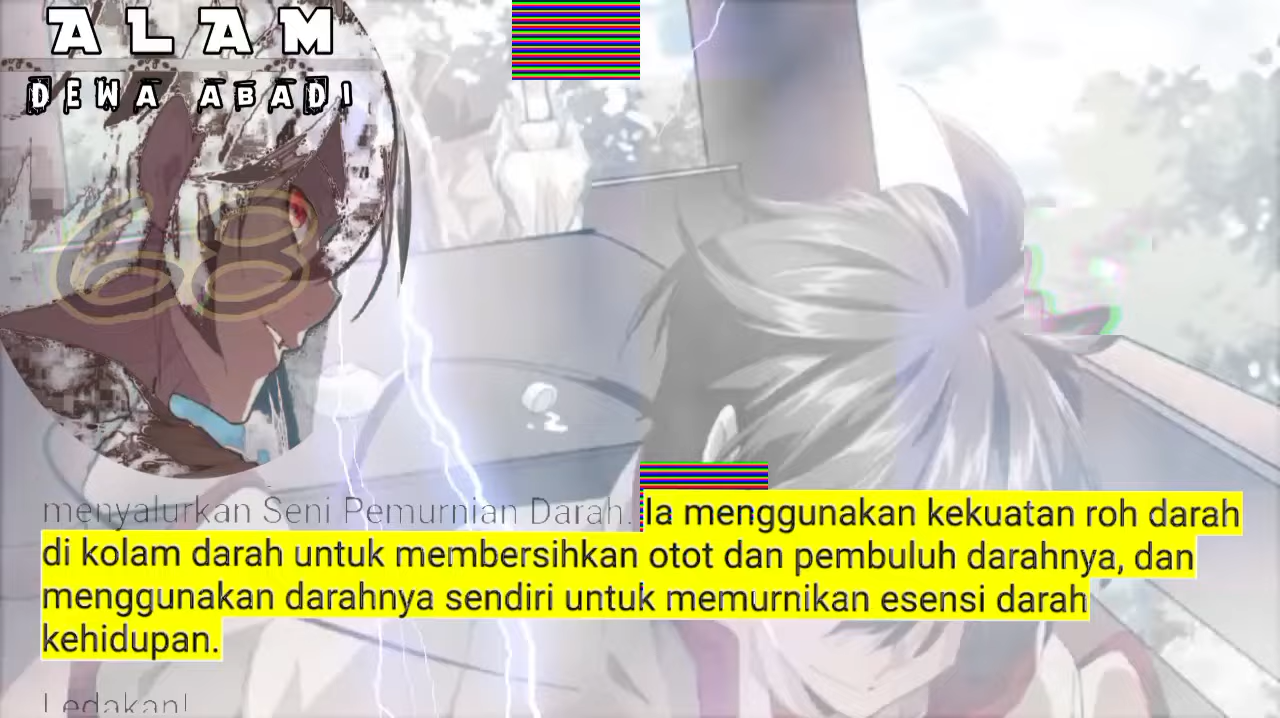 ALAM
DEWA ABADI
68
menyalurkan Seni Pemurnian Darah. Ia menggunakan kekuatan roh darah
di kolam darah untuk membersihkan otot dan pembuluh darahnya, dan
menggunakan darahnya sendiri untuk memurnikan esensi darah
kehidupan.
Ledakan!